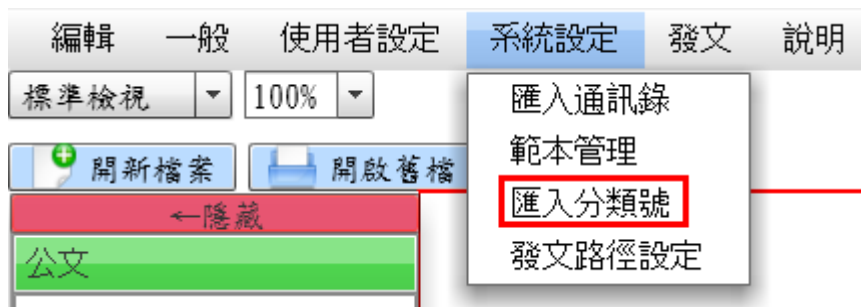 編輯 一般 使用者設定 系統設定 發文 說明
標準檢視 100%
匯入通訊錄
範本管理
匯入分類號
發文路徑設定
開新檔案 開啟舊檔
←隱藏
公文